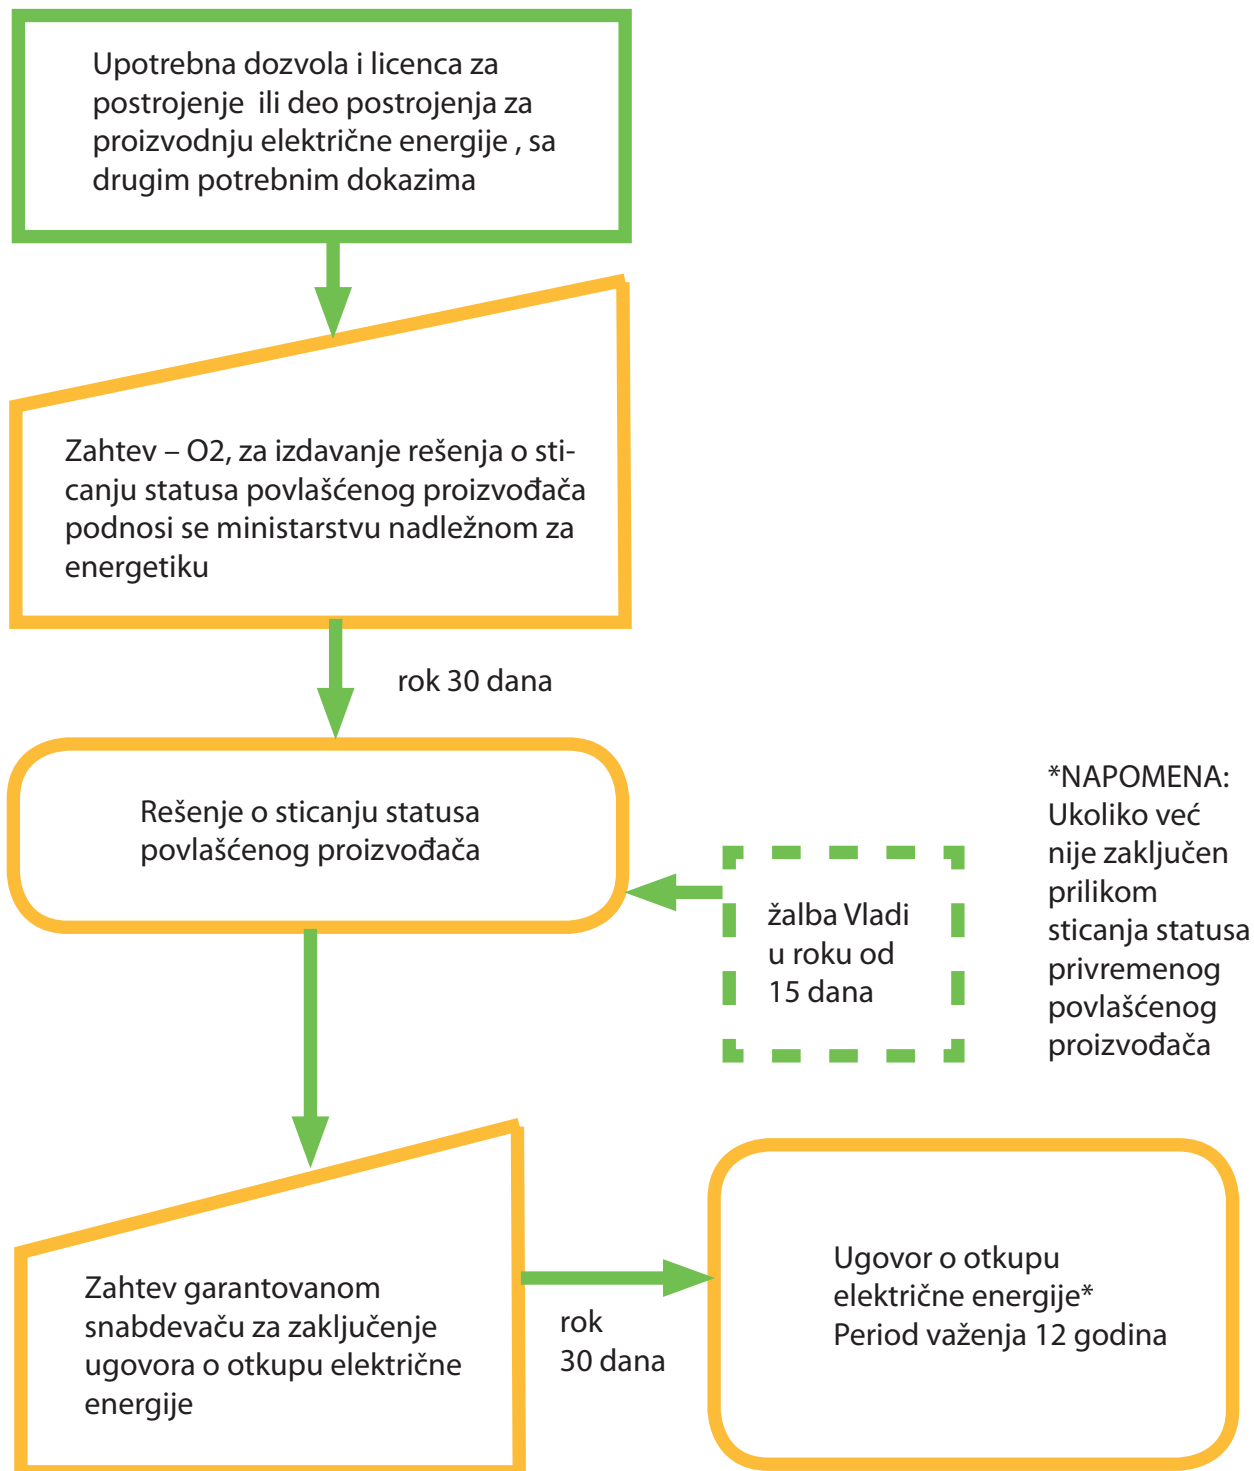 Upotrebna dozvola i licenca za
postrojenje ili deo postrojenja za
proizvodnju električne energije , sa
drugim potrebnim dokazima
Zahtev – O2, za izdavanje rešenja o sti-
canju statusa povlašćenog proizvođača
podnosi se ministarstvu nadležnom za
energetiku
rok 30 dana
Rešenje o sticanju statusa
povlašćenog proizvođača
žalba Vladi
u roku od
15 dana
*NAPOMENA:
Ukoliko već
nije zaključen
prilikom
sticanja statusa
privremenog
povlašćenog
proizvođača
Zahtev garantovanom
snabdevaču za zaključenje
ugovora o otkupu električne
energije
rok
30 dana
Ugovor o otkupu
električne energije*
Period važenja 12 godina